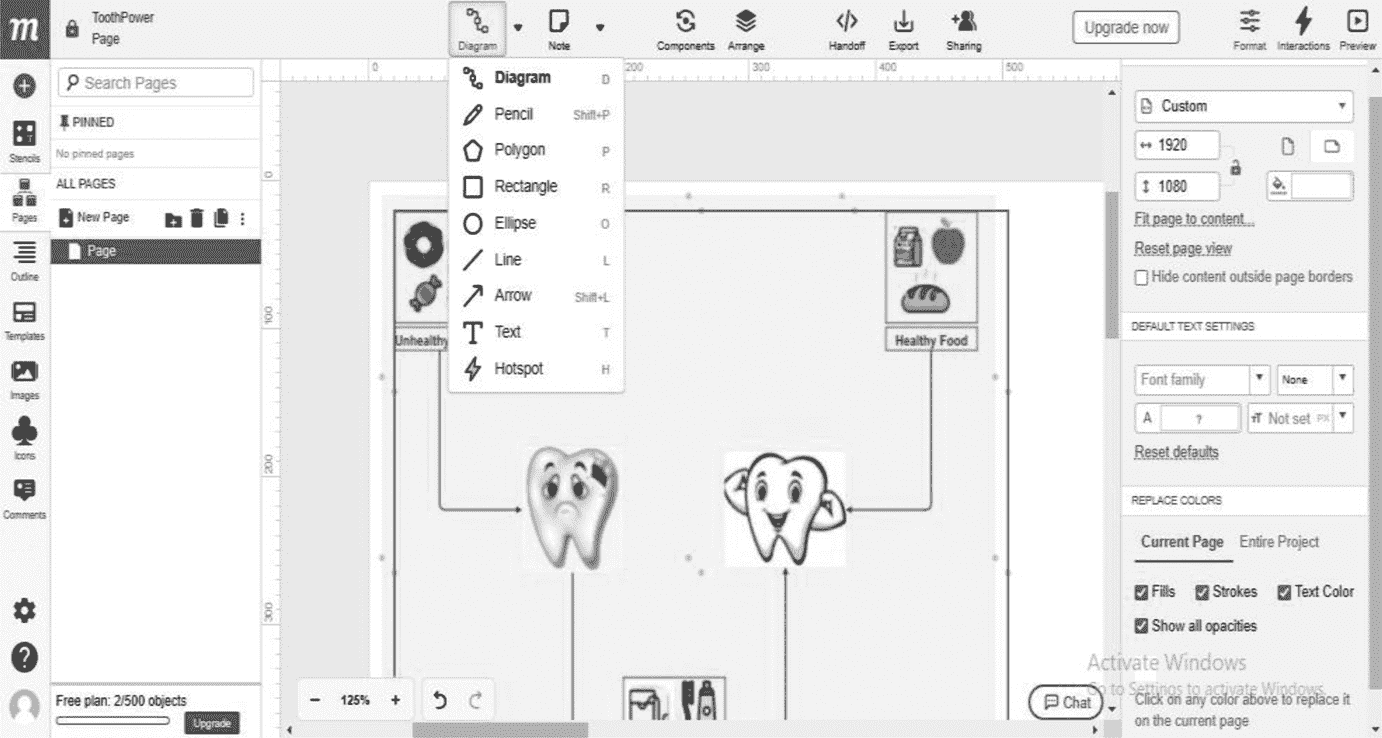 m
ToothPower
Page
Diagram
Note
Components
Arrange
Handoff
Export
Sharing
Upgrade now
Format
Interactions
Preview
Search Pages
PINNED
No pinned pages
ALL PAGES
New Page
Page
Stencils
Pages
Outline
Templates
Images
Icons
Comments
Free plan: 2/500 objects
Upgrade
Diagram D
Pencil Shift+P
Polygon P
Rectangle R
Ellipse O
Line L
Arrow Shift+L
Text T
Hotspot H
0
200
300
400
500
0
100
200
300
Unhealthy
Healthy Food
− 125% +
Chat
Custom
1920
1080
Fit page to content...
Reset page view
Hide content outside page borders
DEFAULT TEXT SETTINGS
Font family
None
A ?
тT Not set PX
Reset defaults
REPLACE COLORS
Current Page Entire Project
Fills Strokes Text Color
Show all opacities
Activate Windows
Go to Settings to activate Windows.
Click on any color above to replace it
on the current page